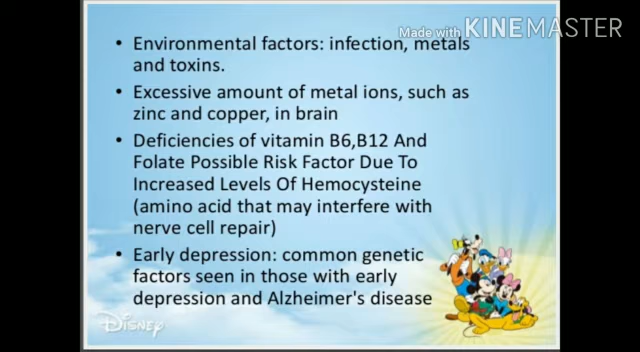 Made with KINEMASTER
• Environmental factors: infection, metals
and toxins.
• Excessive amount of metal ions, such as
zinc and copper, in brain
• Deficiencies of vitamin B6,B12 And
Folate Possible Risk Factor Due To
Increased Levels Of Hemocysteine
(amino acid that may interfere with
nerve cell repair)
• Early depression: common genetic
factors seen in those with early
depression and Alzheimer's disease
Disney